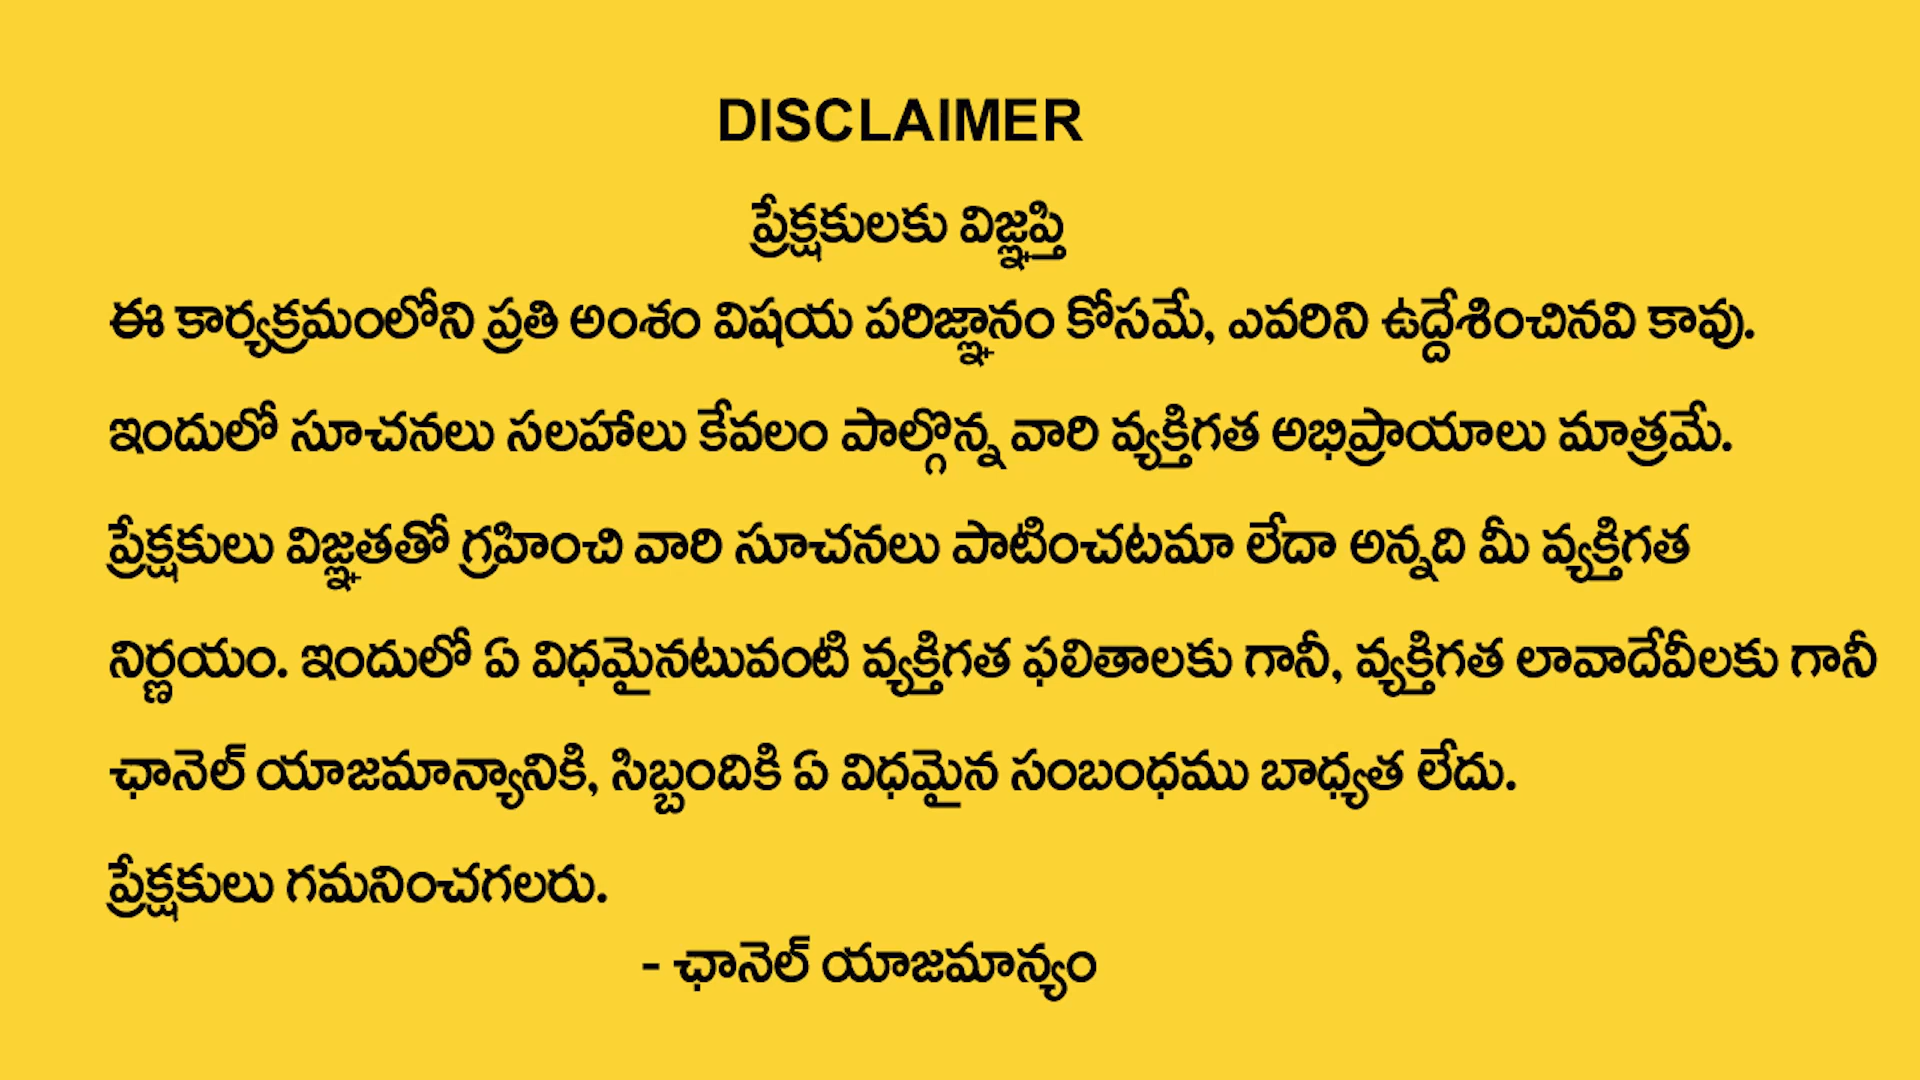 DISCLAIMER
ప్రేక్షకులకు విజ్ఞప్తి
ఈ కార్యక్రమంలోని ప్రతి అంశం విషయ పరిజ్ఞానం కోసమే, ఎవరిని ఉద్దేశించినవి కావు.
ఇందులో సూచనలు సలహాలు కేవలం పాల్గొన్న వారి వ్యక్తిగత అభిప్రాయాలు మాత్రమే.
ప్రేక్షకులు విజ్ఞతతో గ్రహించి వారి సూచనలు పాటించటమా లేదా అన్నది మీ వ్యక్తిగత
నిర్ణయం. ఇందులో ఏ విధమైనటువంటి వ్యక్తిగత ఫలితాలకు గానీ, వ్యక్తిగత లావాదేవీలకు గానీ
ఛానెల్ యాజమాన్యానికి, సిబ్బందికి ఏ విధమైన సంబంధము బాధ్యత లేదు.
ప్రేక్షకులు గమనించగలరు.
- ఛానెల్ యాజమాన్యం